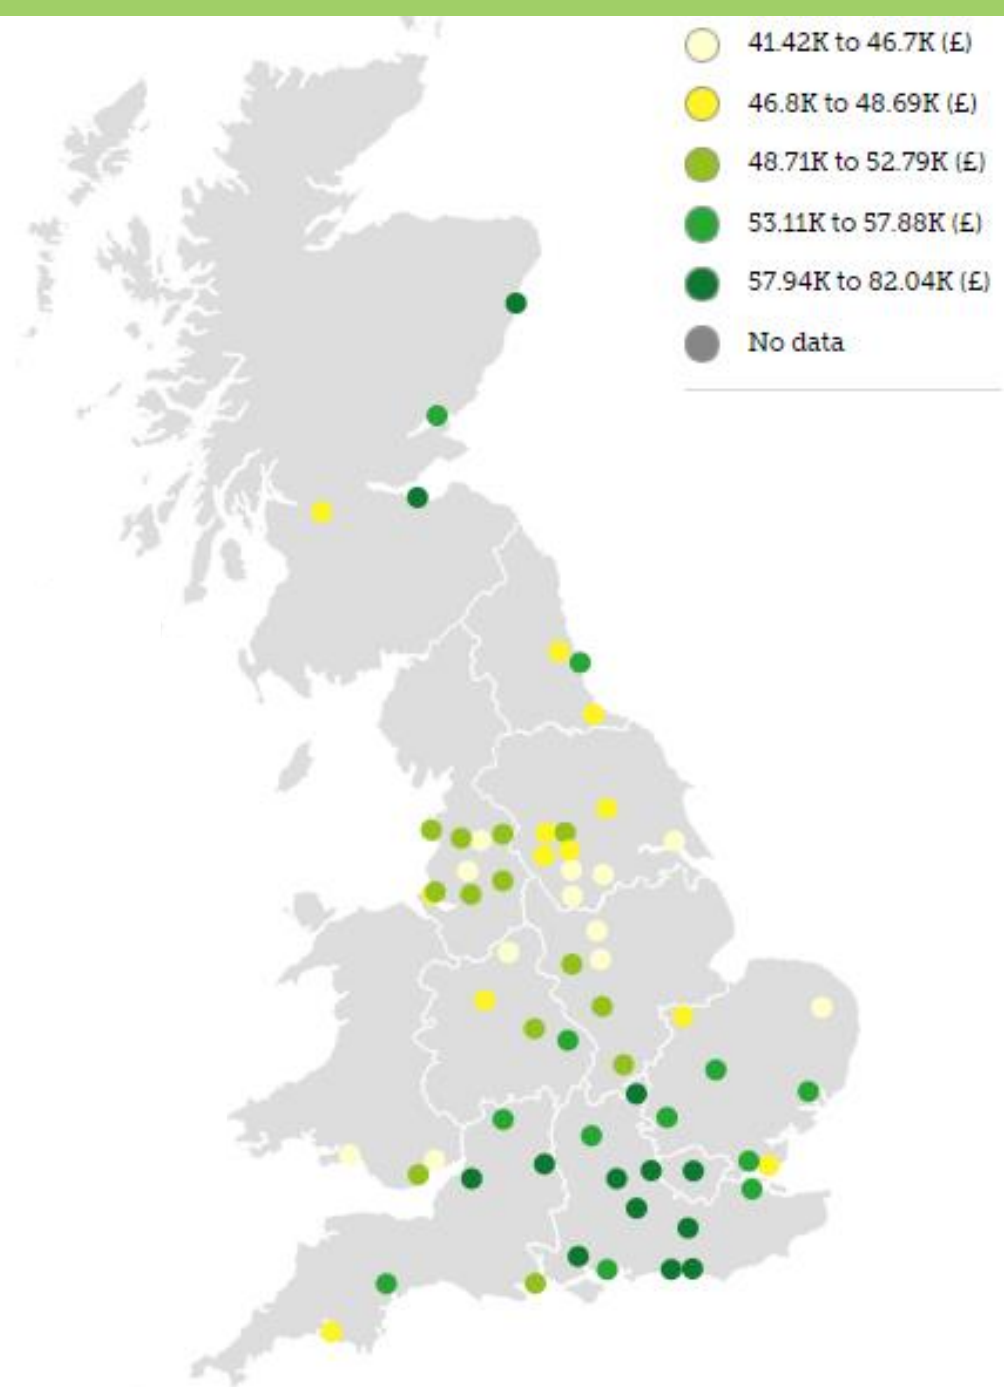 41.42K to 46.7K (£)
46.8K to 48.69K (£)
48.71K to 52.79K (£)
53.11K to 57.88K (£)
57.94K to 82.04K (£)
No data